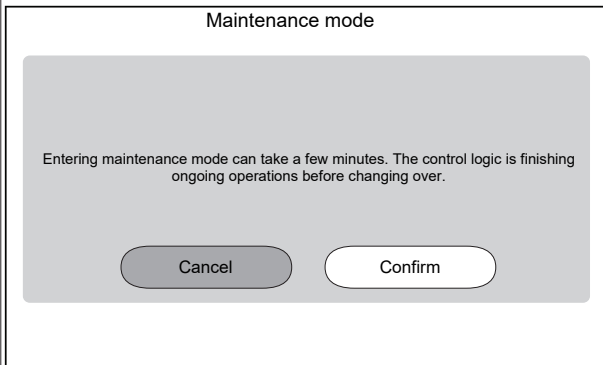 Maintenance mode
Entering maintenance mode can take a few minutes. The control logic is finishing
ongoing operations before changing over.
Cancel Confirm